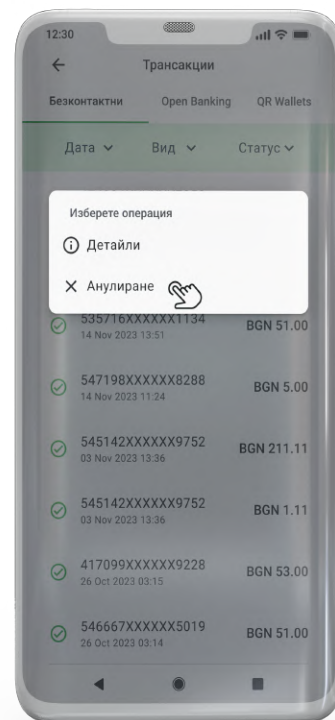 12:30
Трансакции
Безконтактни Open Banking QR Wallets
Дата Вид Статус
Изберете операция
Детайли
Анулиране
535716XXXXXX1134 BGN 51.00
14 Nov 2023 13:51
547198XXXXXX8288 BGN 5.00
14 Nov 2023 11:24
545142XXXXXX9752 BGN 211.11
03 Nov 2023 13:36
545142XXXXXX9752 BGN 1.11
03 Nov 2023 13:36
417099XXXXXX9228 BGN 53.00
26 Oct 2023 03:15
546667XXXXXX5019 BGN 51.00
26 Oct 2023 03:14